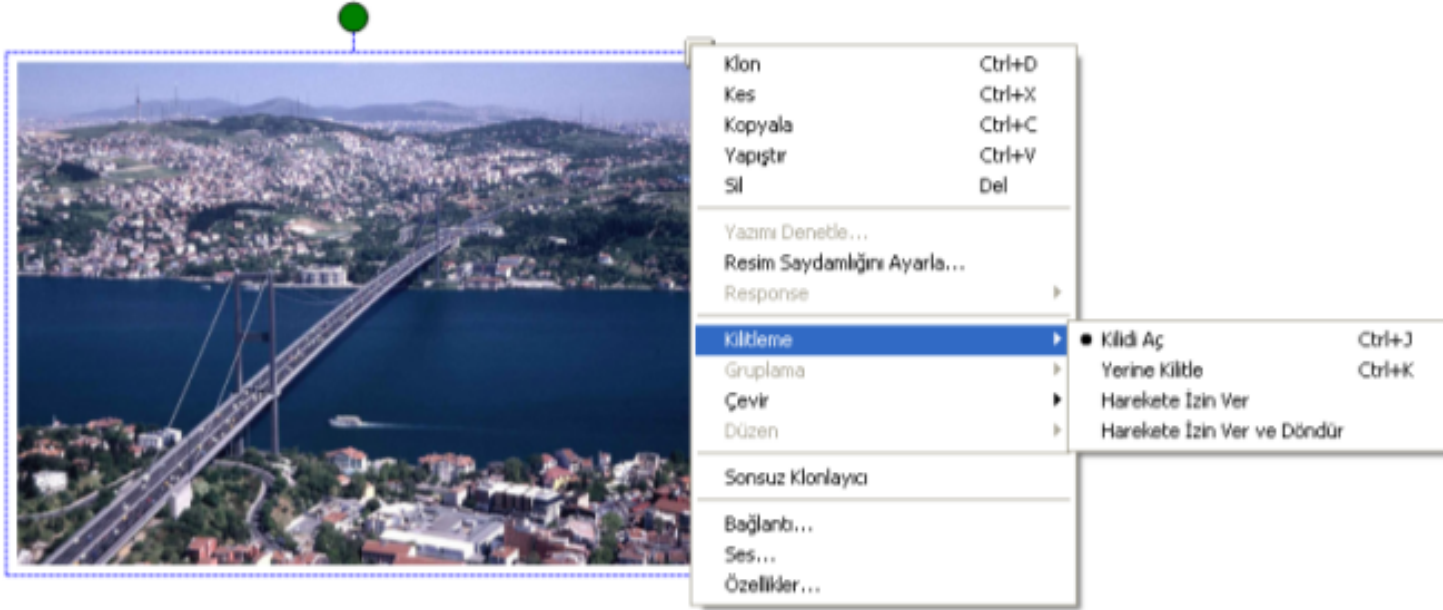 Klon Ctrl+D
Kes Ctrl+X
Kopyala Ctrl+C
Yapıştır Ctrl+V
Sil Del
Yazımı Denetle...
Resim Saydamlığını Ayarla...
Response
Kilitleme
Kilidi Aç Ctrl+J
Yerine Kilitle Ctrl+K
Gruplama
Harekete İzin Ver
Çevir
Harekete İzin Ver ve Döndür
Düzen
Sonsuz Klonlayıcı
Bağlantı...
Ses...
Özellikler...